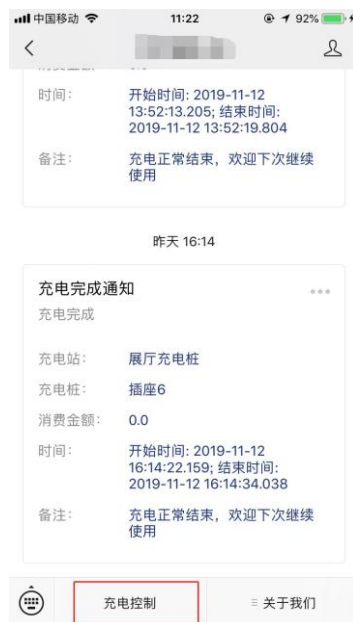 中国移动 11:22 92%
时间: 开始时间: 2019-11-12
13:52:13.205; 结束时间:
2019-11-12 13:52:19.804
备注: 充电正常结束，欢迎下次继续
使用
昨天 16:14
充电完成通知
充电完成
充电站: 展厅充电桩
充电桩: 插座6
消费金额: 0.0
时间: 开始时间: 2019-11-12
16:14:22.159; 结束时间:
2019-11-12 16:14:34.038
备注: 充电正常结束，欢迎下次继续
使用
充电控制 关于我们